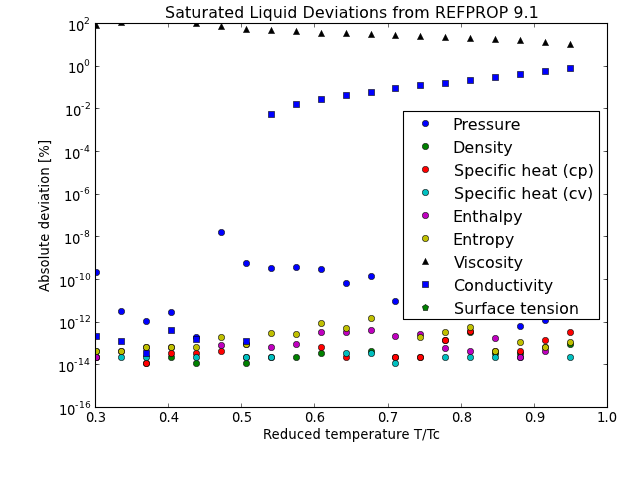 Saturated Liquid Deviations from REFPROP 9.1
Absolute deviation [%]
10^2
10^0
10^-2
10^-4
10^-6
10^-8
10^-10
10^-12
10^-14
10^-16
Pressure
Density
Specific heat (cp)
Specific heat (cv)
Enthalpy
Entropy
Viscosity
Conductivity
Surface tension
0.3 0.4 0.5 0.6 0.7 0.8 0.9 1.0
Reduced temperature T/Tc